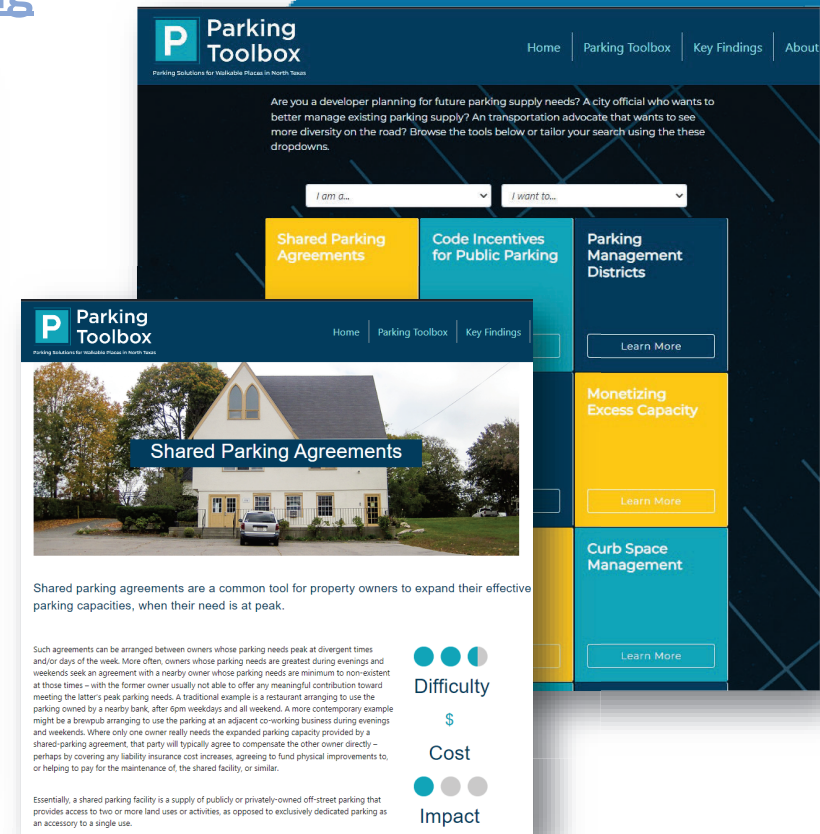 P
Parking
Toolbox
Parking Solutions for Walkable Places in North Texas
Home
Parking Toolbox
Key Findings
About
Are you a developer planning for future parking supply needs? A city official who wants to
better manage existing parking supply? An transportation advocate that wants to see
more diversity on the road? Browse the tools below or tailor your search using the these
dropdowns.
I am a...
I want to...
Shared Parking
Agreements
Code Incentives
for Public Parking
Parking
Management
Districts
Learn More
Monetizing
Excess Capacity
Learn More
Curb Space
Management
Learn More
P
Parking
Toolbox
Parking Solutions for Walkable Places in North Texas
Home
Parking Toolbox
Key Findings
Shared Parking Agreements
Shared parking agreements are a common tool for property owners to expand their effective
parking capacities, when their need is at peak.
Such agreements can be arranged between owners whose parking needs peak at divergent times
and/or days of the week. More often, owners whose parking needs are greatest during evenings and
weekends seek an agreement with a nearby owner whose parking needs are minimum to non-existent
at those times – with the former owner usually not able to offer any meaningful contribution toward
meeting the latter's peak parking needs. A traditional example is a restaurant arranging to use the
parking owned by a nearby bank, after 6pm weekdays and all weekend. A more contemporary example
might be a brewpub arranging to use the parking at an adjacent co-working business during evenings
and weekends. Where only one owner really needs the expanded parking capacity provided by a
shared-parking agreement, that party will typically agree to compensate the other owner directly –
perhaps by covering any liability insurance cost increases, agreeing to fund physical improvements to,
or helping to pay for the maintenance of, the shared facility, or similar.
Essentially, a shared parking facility is a supply of publicly or privately-owned off-street parking that
provides access to two or more land uses or activities, as opposed to exclusively dedicated parking as
an accessory to a single use.
Difficulty
$
Cost
Impact